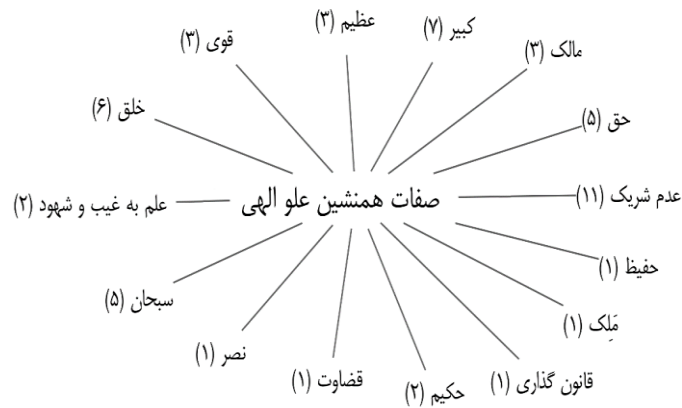 عظیم (۳)
کبیر (۷)
قوی (۳)
مالک (۳)
خلق (۶)
حق (۵)
عدم شریک (۱۱)
صفات همنشین علو الهی
علم به غیب و شهود (۲)
حفیظ (۱)
سبحان (۵)
مَلِک (۱)
نصر (۱)
قضاوت (۱)
قانون گذاری (۱)
حکیم (۲)